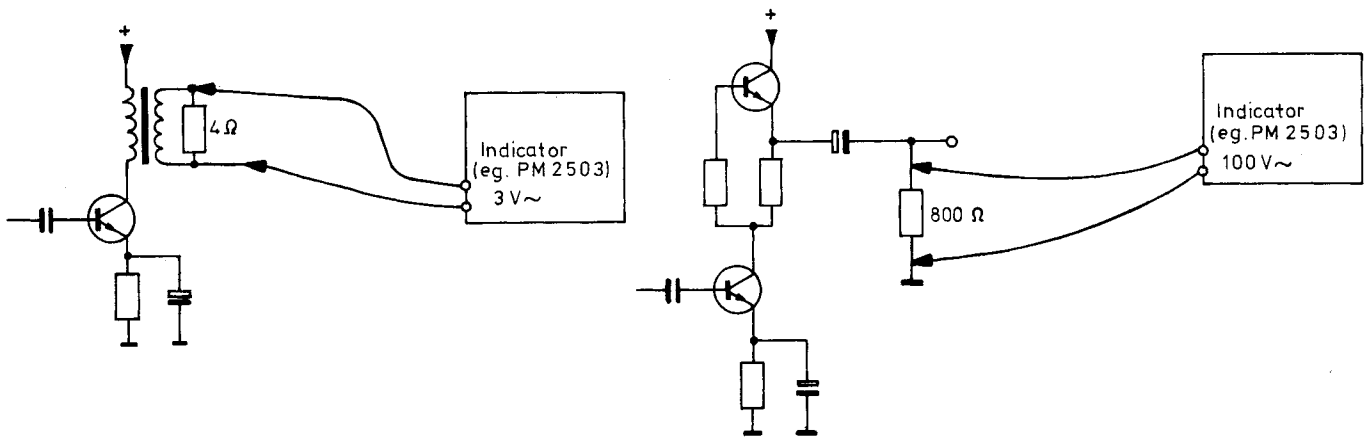 +
4Ω
Indicator
(eg. PM 2503)
3 V~
+
800 Ω
Indicator
(eg. PM 2503)
100 V~